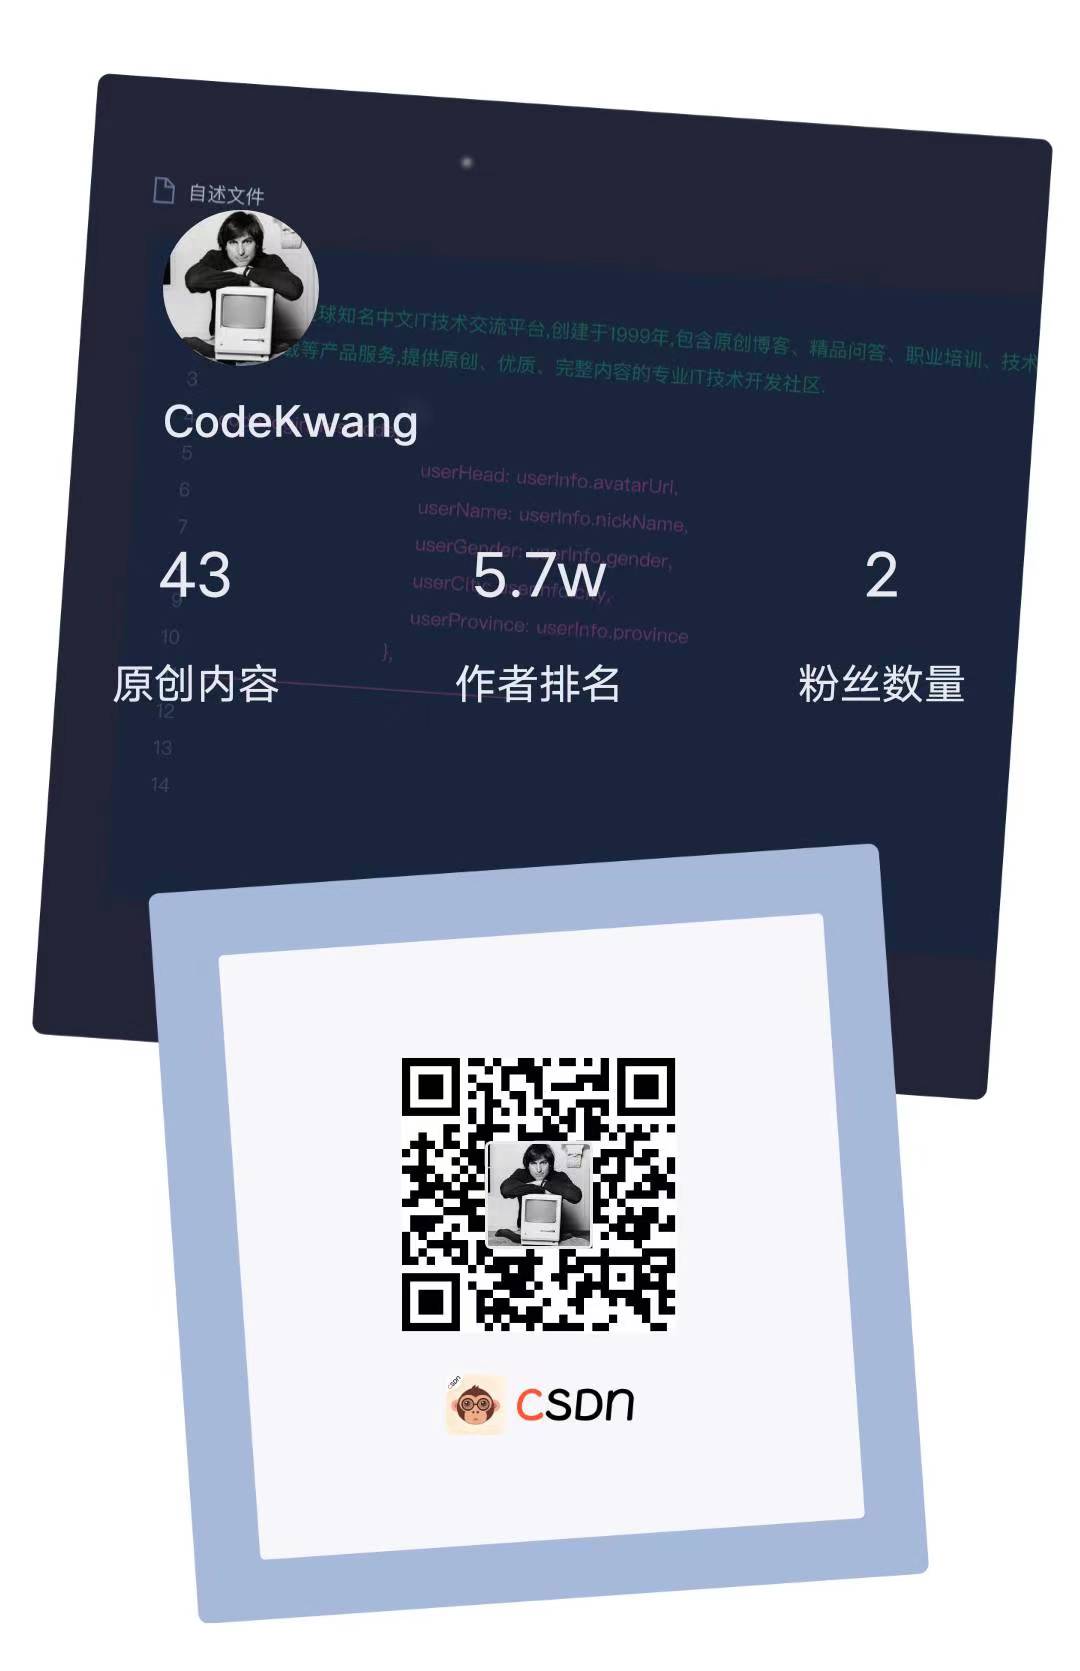 自述文件
球知名中文IT技术交流平台,创建于1999年,包含原创博客、精品问答、职业培训、技术
等产品服务,提供原创、优质、完整内容的专业IT技术开发社区.
3
CodeKwang
5
userHead: userInfo.avatarUrl,
6
userName: userInfo.nickName,
7
userGender: userInfo.gender,
43
5.7w
2
9
userCity: userInfo.city,
10
userProvince: userInfo.province
},
原创内容
作者排名
粉丝数量
12
13
14
CSDN
CSDN